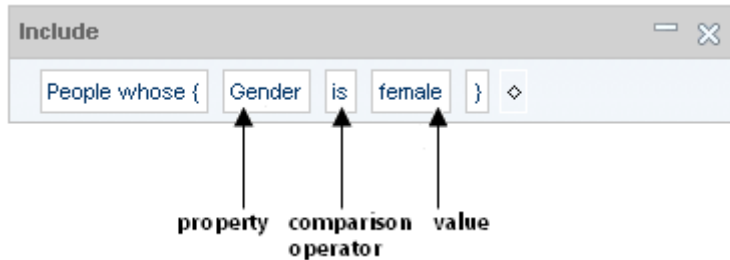 Include
People whose { Gender is female }
property comparison value
operator